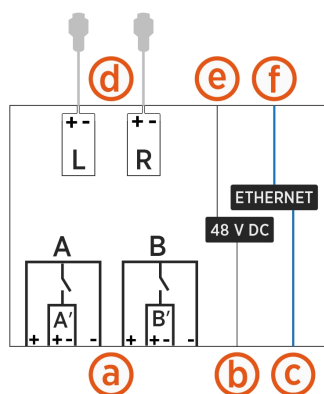 d e f
+ - + -
L R
ETHERNET
48 V DC
A B
A' B'
+ + - - + + - -
a b c